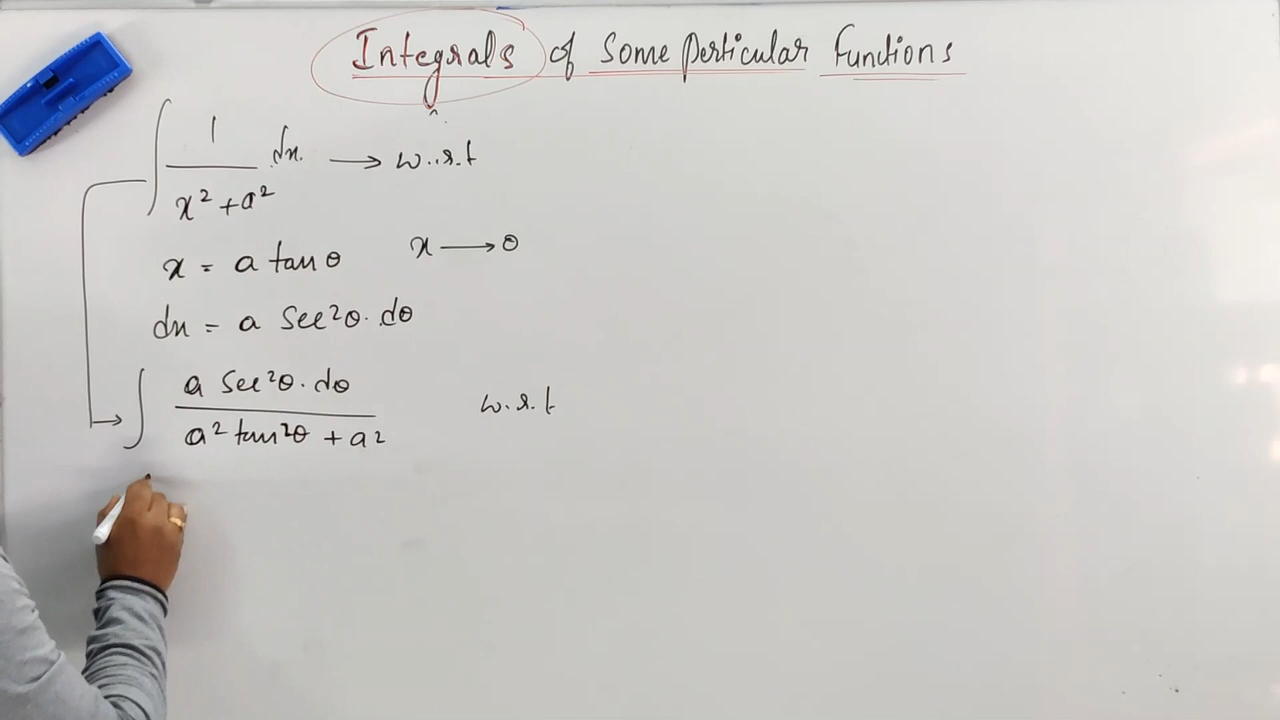 Integrals of Some Perticular Functions
∫ 1/(x² + a²) dx. → w.r.t
x = a tan θ x → θ
dx = a Sec²θ. dθ
→ ∫ (a Sec²θ. dθ)/(a² tan²θ + a²) w.r.t